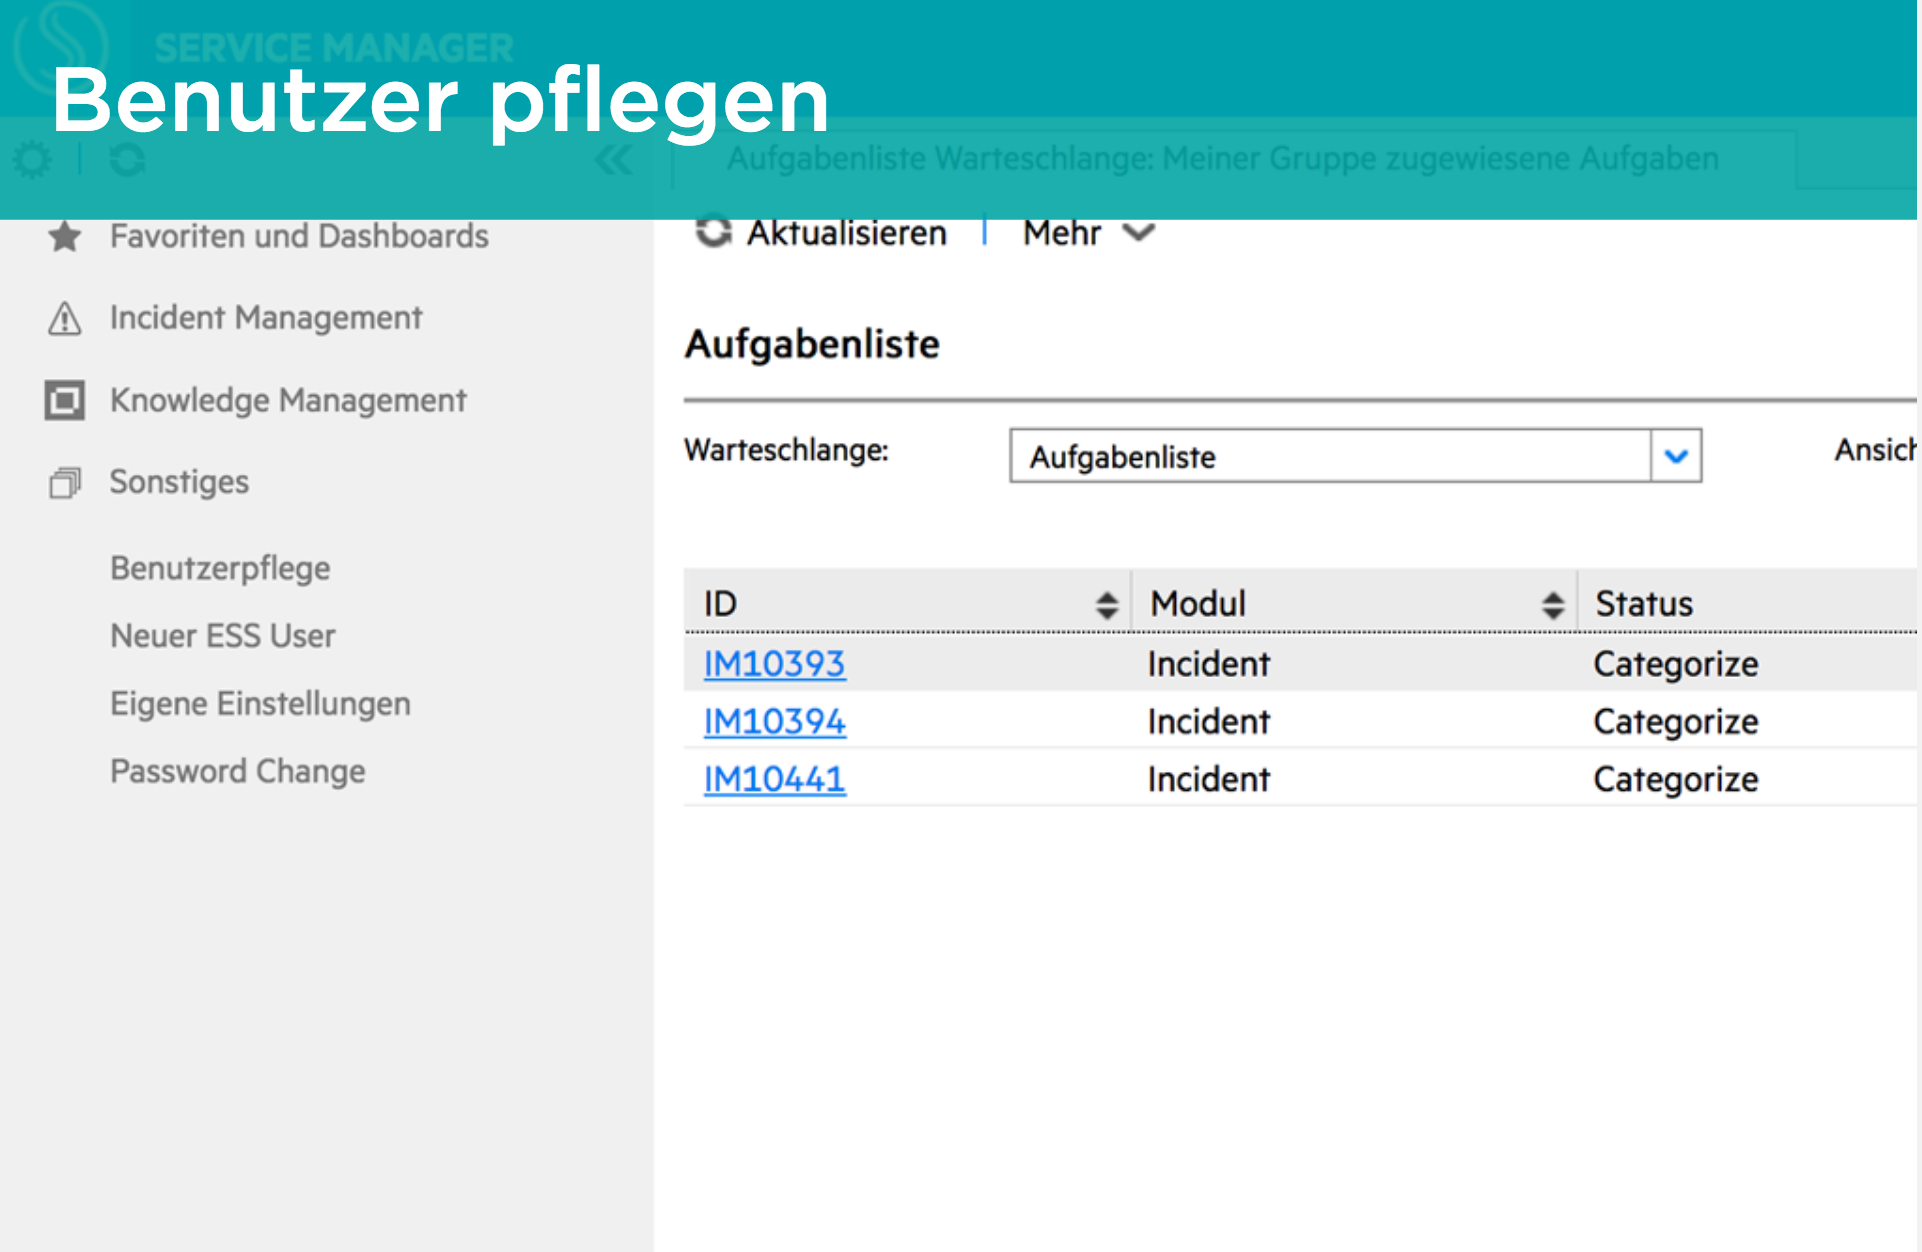 SERVICE MANAGER
Benutzer pflegen
Aufgabenliste Warteschlange: Meiner Gruppe zugewiesene Aufgaben
Favoriten und Dashboards
Incident Management
Knowledge Management
Sonstiges
Benutzerpflege
Neuer ESS User
Eigene Einstellungen
Password Change
Aktualisieren | Mehr
Aufgabenliste
Warteschlange: Aufgabenliste Ansich
ID Modul Status
IM10393 Incident Categorize
IM10394 Incident Categorize
IM10441 Incident Categorize